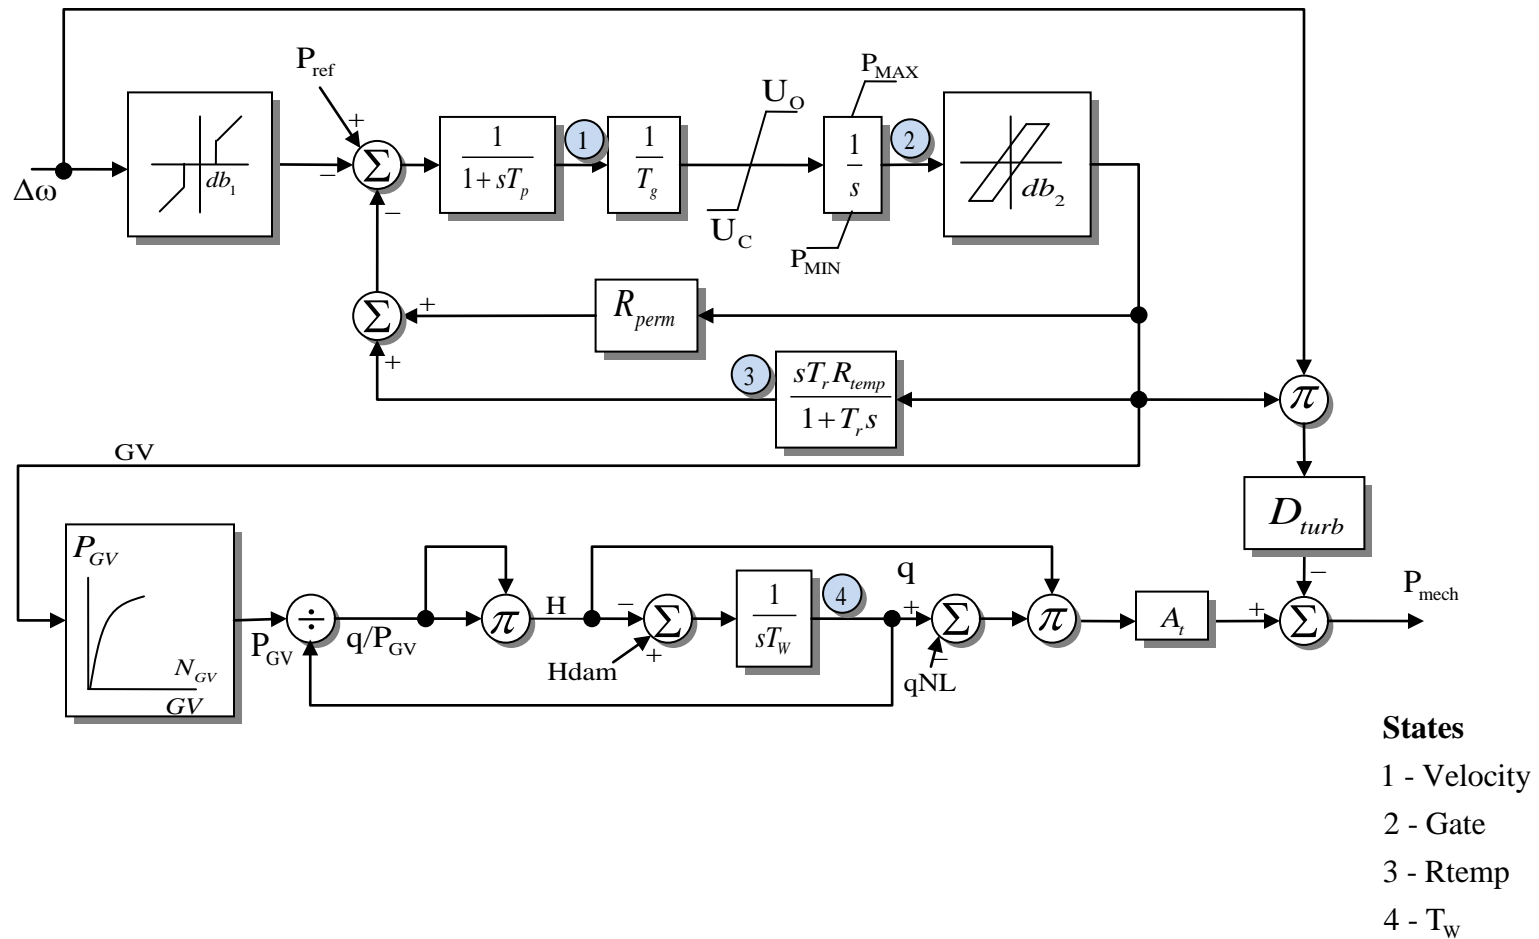 P_ref
P_MAX
U_O
+
Δω
db_1
−
Σ
1
1+sT_p
1
1
T_g
1
s
2
db_2
−
U_C
P_MIN
Σ
+
R_perm
+
3
sT_r R_temp
1+T_r s
π
GV
D_turb
P_GV
N_GV
GV
P_GV
÷
q/P_GV
π
H
−
Σ
+
Hdam
1
sT_W
4
q
+
Σ
−
qNL
π
A_t
−
+
Σ
P_mech
States
1 - Velocity
2 - Gate
3 - Rtemp
4 - T_W